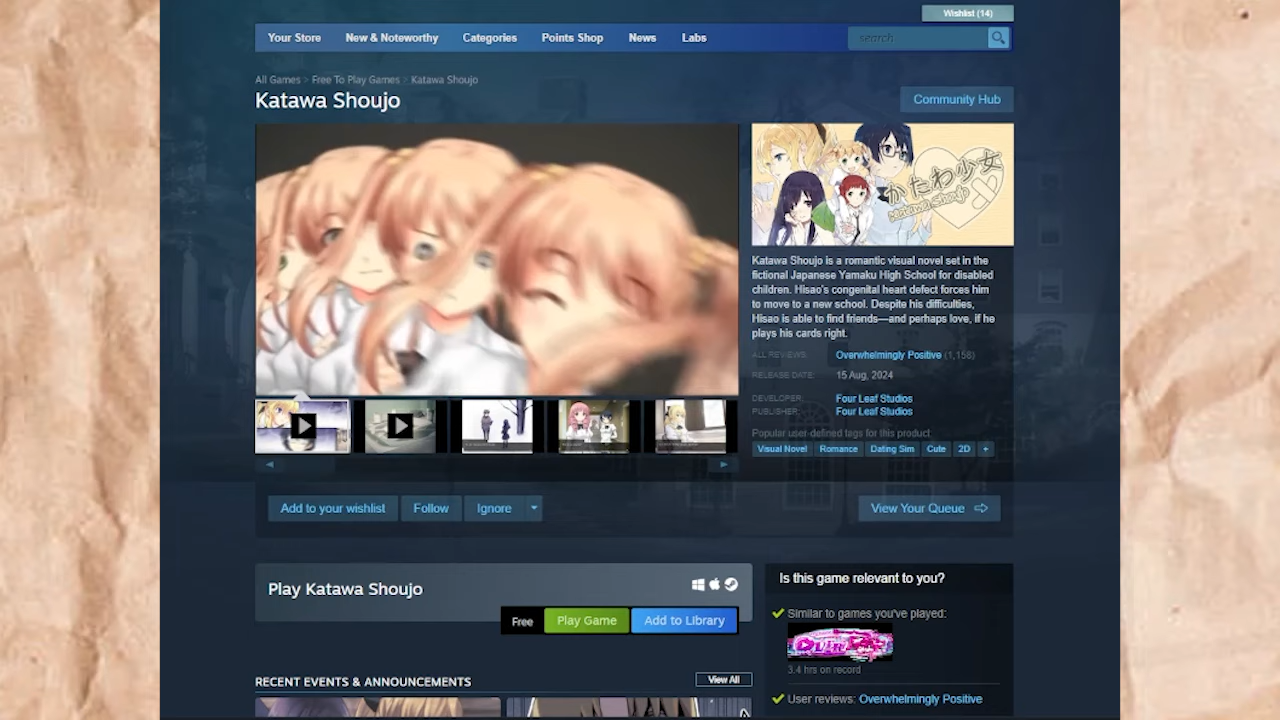 Wishlist (14)
Your Store New & Noteworthy Categories Points Shop News Labs search
All Games > Free To Play Games > Katawa Shoujo
Katawa Shoujo
Community Hub
かたわ少女
Katawa Shoujo
Katawa Shoujo is a romantic visual novel set in the
fictional Japanese Yamaku High School for disabled
children. Hisao's congenital heart defect forces him
to move to a new school. Despite his difficulties,
Hisao is able to find friends—and perhaps love, if he
plays his cards right.
ALL REVIEWS: Overwhelmingly Positive (1,158)
RELEASE DATE: 15 Aug, 2024
DEVELOPER: Four Leaf Studios
PUBLISHER: Four Leaf Studios
Popular user-defined tags for this product:
Visual Novel Romance Dating Sim Cute 2D +
Add to your wishlist Follow Ignore View Your Queue
Play Katawa Shoujo
Free Play Game Add to Library
Is this game relevant to you?
Similar to games you've played:
3.4 hrs on record
User reviews: Overwhelmingly Positive
RECENT EVENTS & ANNOUNCEMENTS View All